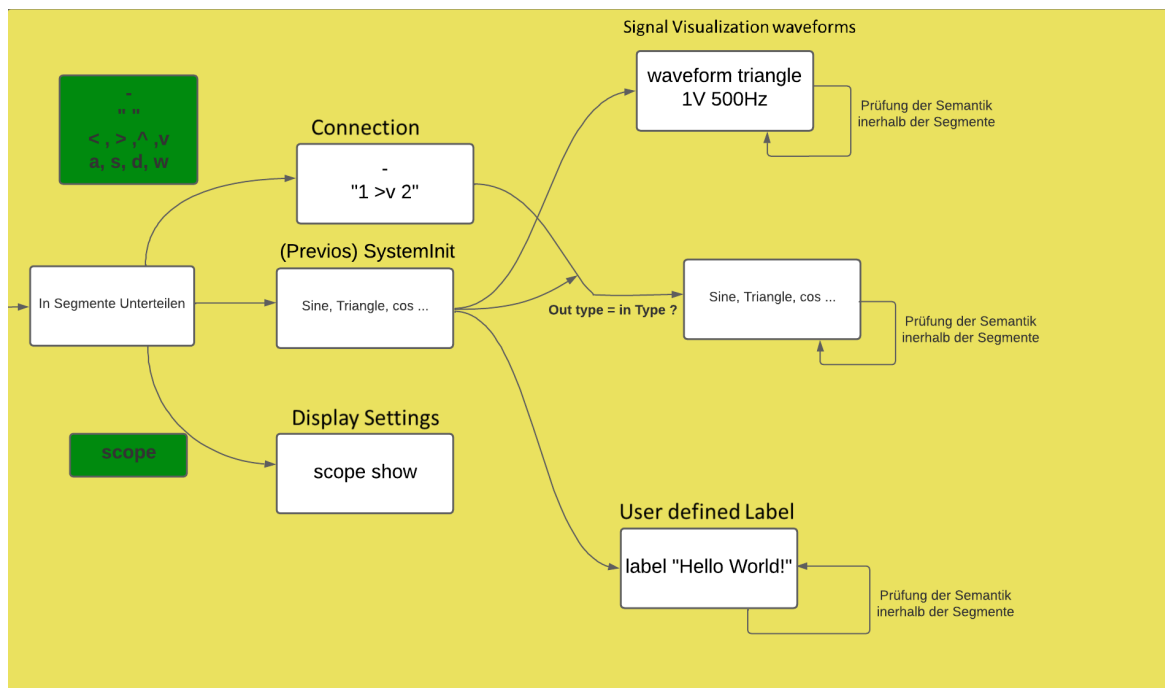 Signal Visualization waveforms
waveform triangle
1V 500Hz
Prüfung der Semantik
inerhalb der Segmente
-
" "
< , > ,^ ,v
a, s, d, w
Connection
-
"1 >v 2"
(Previos) SystemInit
In Segmente Unterteilen
Sine, Triangle, cos ...
Out type = in Type ?
Sine, Triangle, cos ...
Prüfung der Semantik
inerhalb der Segmente
Display Settings
scope
scope show
User defined Label
label "Hello World!"
Prüfung der Semantik
inerhalb der Segmente